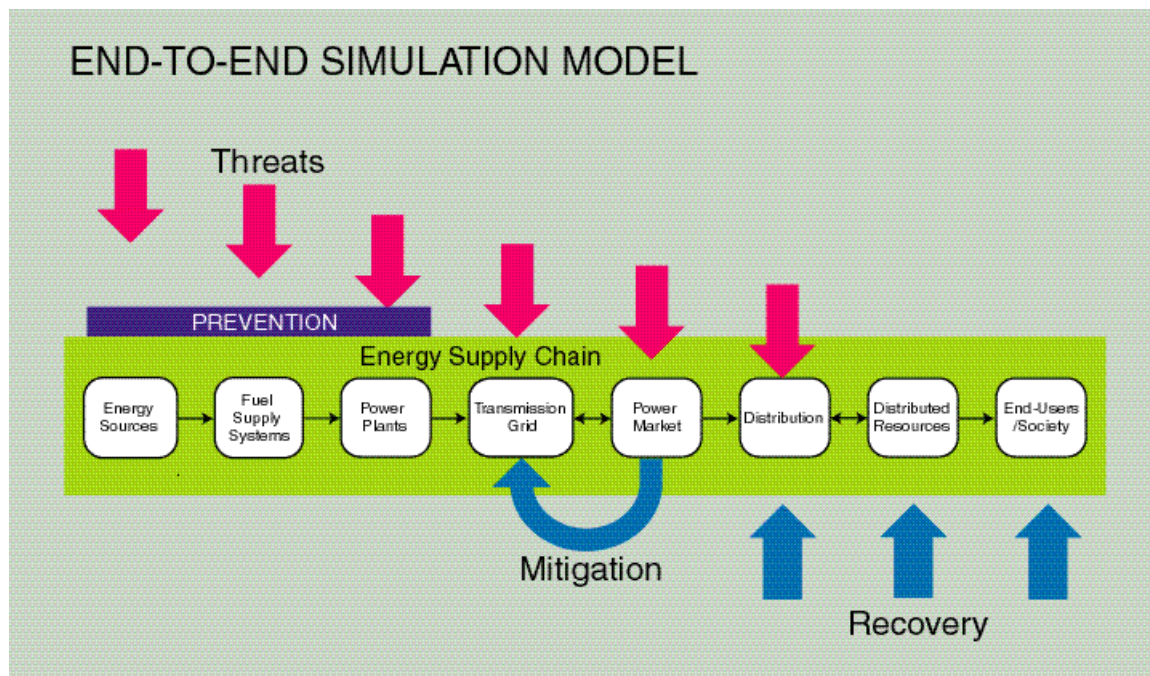 END-TO-END SIMULATION MODEL
Threats
PREVENTION
Energy Supply Chain
Energy
Sources
Fuel
Supply
Systems
Power
Plants
Transmission
Grid
Power
Market
Distribution
Distributed
Resources
End-Users
/Society
Mitigation
Recovery